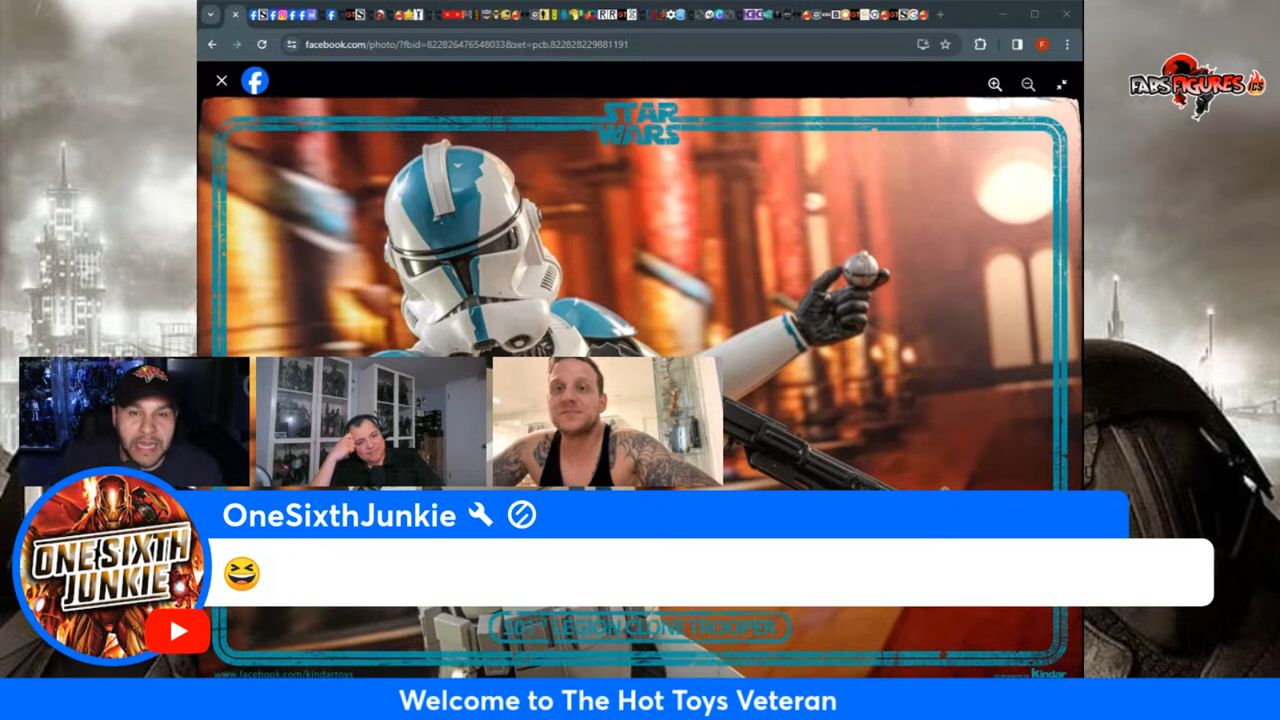 facebook.com/photo/?fbid=822826476548033&set=pcb.822828229881191
STAR
WARS
FABS FIGURES
ICS
OneSixthJunkie
ONE SIXTH
JUNKIE
501ST LEGION CLONE TROOPER
www.facebook.com/kindartoys
Kindar
Welcome to The Hot Toys Veteran